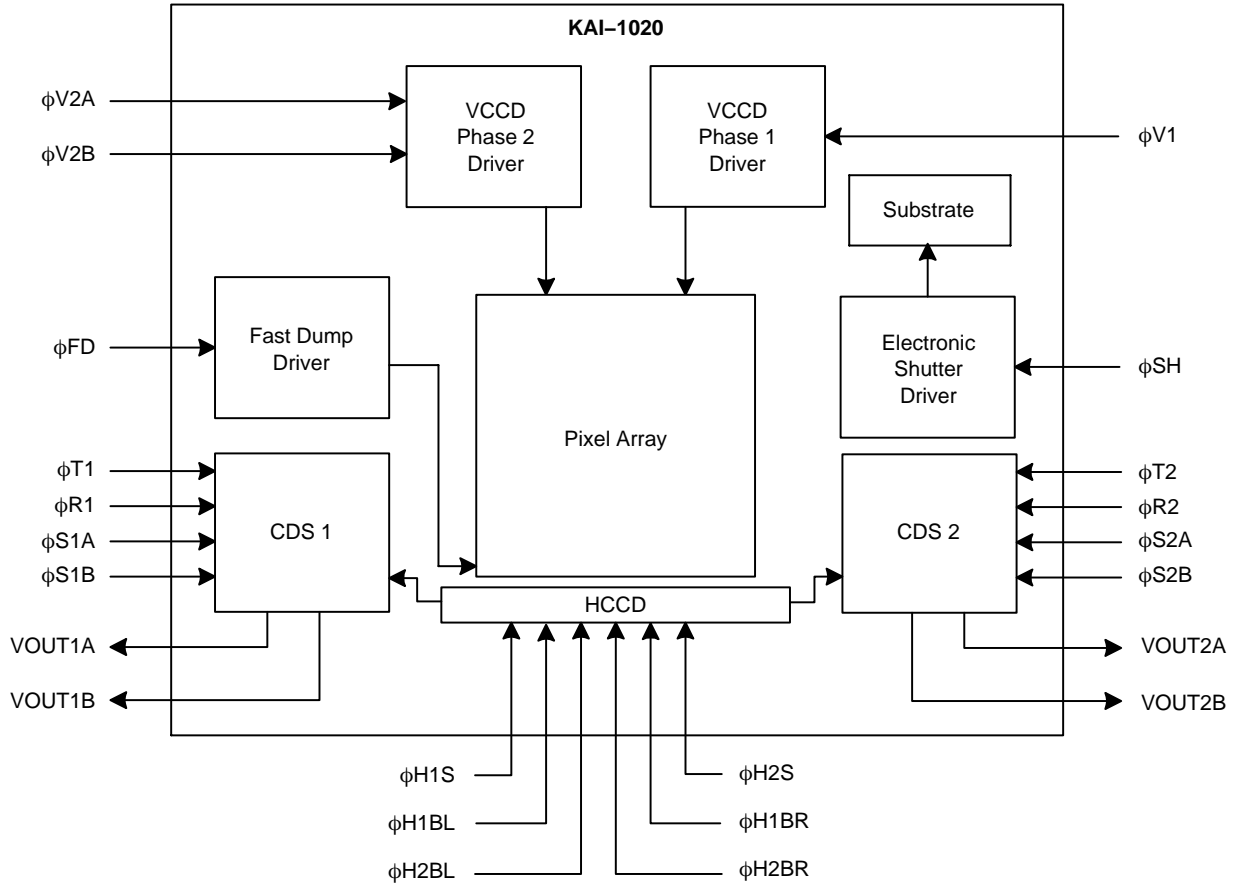 KAI–1020
ϕV2A
ϕV2B
VCCD
Phase 2
Driver
VCCD
Phase 1
Driver
ϕV1
Substrate
ϕFD
Fast Dump
Driver
Pixel Array
Electronic
Shutter
Driver
ϕSH
ϕT1
ϕR1
ϕS1A
ϕS1B
CDS 1
CDS 2
ϕT2
ϕR2
ϕS2A
ϕS2B
HCCD
VOUT1A
VOUT1B
VOUT2A
VOUT2B
ϕH1S
ϕH1BL
ϕH2BL
ϕH2S
ϕH1BR
ϕH2BR